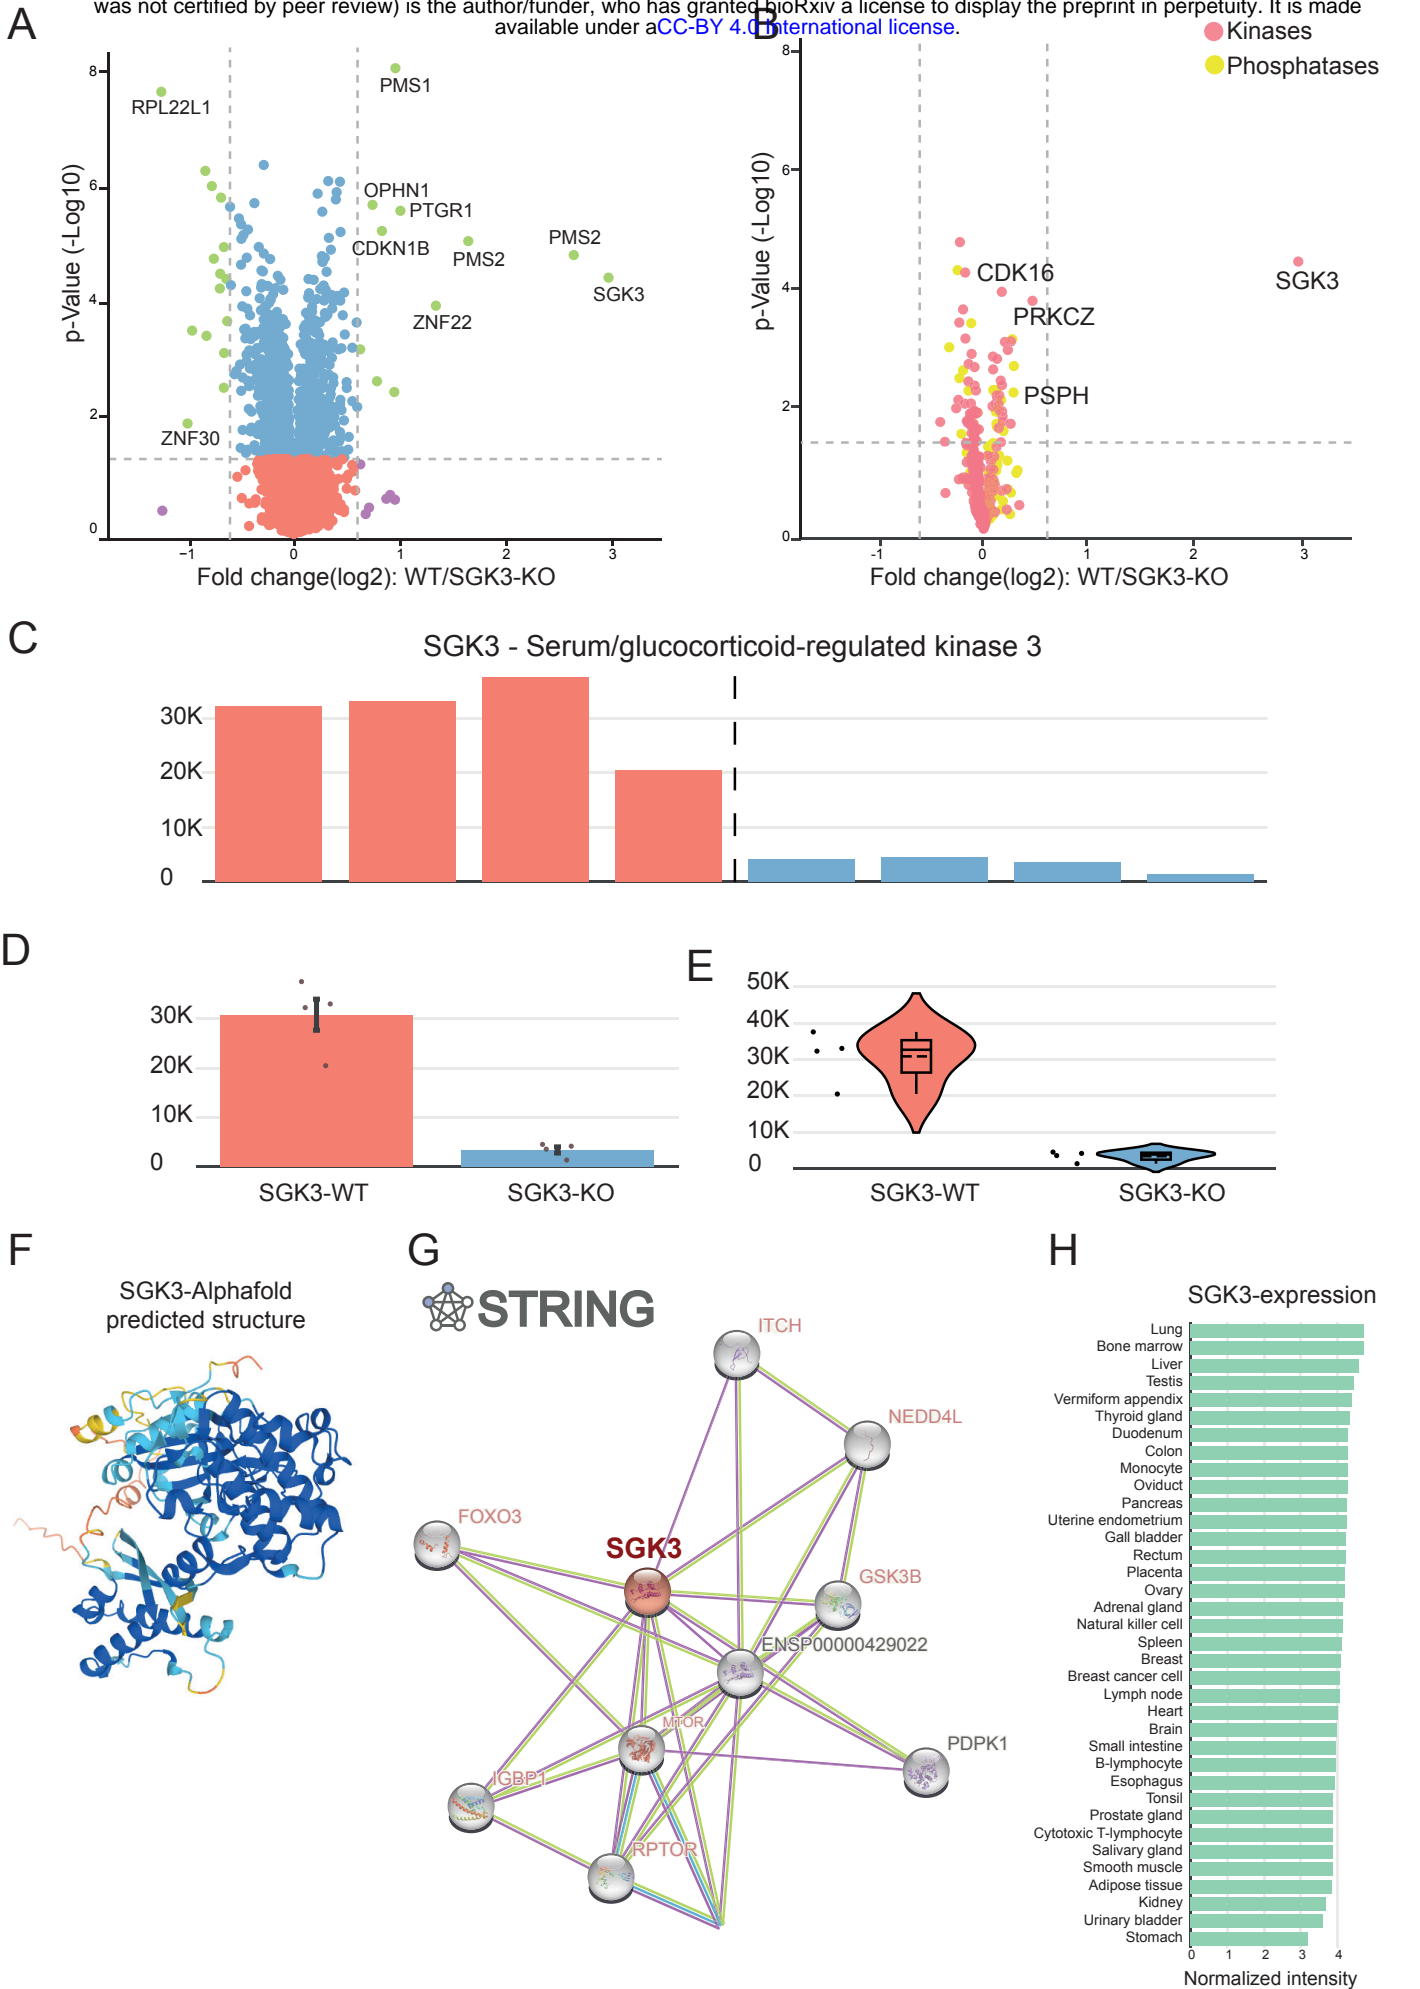 was not certified by peer review) is the author/funder, who has granted bioRxiv a license to display the preprint in perpetuity. It is made
available under aCC-BY 4.0 International license.
A
8
6
4
2
0
p-Value (-Log10)
RPL22L1
PMS1
OPHN1
PTGR1
CDKN1B
PMS2
PMS2
SGK3
ZNF22
ZNF30
−1
0
1
2
3
Fold change(log2): WT/SGK3-KO
B
Kinases
Phosphatases
8
6
4
2
0
p-Value (-Log10)
CDK16
SGK3
PRKCZ
PSPH
-1
0
1
2
3
Fold change(log2): WT/SGK3-KO
C
SGK3 - Serum/glucocorticoid-regulated kinase 3
30K
20K
10K
0
D
30K
20K
10K
0
SGK3-WT
SGK3-KO
E
50K
40K
30K
20K
10K
0
SGK3-WT
SGK3-KO
F
SGK3-Alphafold
predicted structure
G
STRING
ITCH
NEDD4L
FOXO3
SGK3
GSK3B
ENSP00000429022
MTOR
PDPK1
IGBP1
RPTOR
H
SGK3-expression
Lung
Bone marrow
Liver
Testis
Vermiform appendix
Thyroid gland
Duodenum
Colon
Monocyte
Oviduct
Pancreas
Uterine endometrium
Gall bladder
Rectum
Placenta
Ovary
Adrenal gland
Natural killer cell
Spleen
Breast
Breast cancer cell
Lymph node
Heart
Brain
Small intestine
B-lymphocyte
Esophagus
Tonsil
Prostate gland
Cytotoxic T-lymphocyte
Salivary gland
Smooth muscle
Adipose tissue
Kidney
Urinary bladder
Stomach
0
1
2
3
4
Normalized intensity